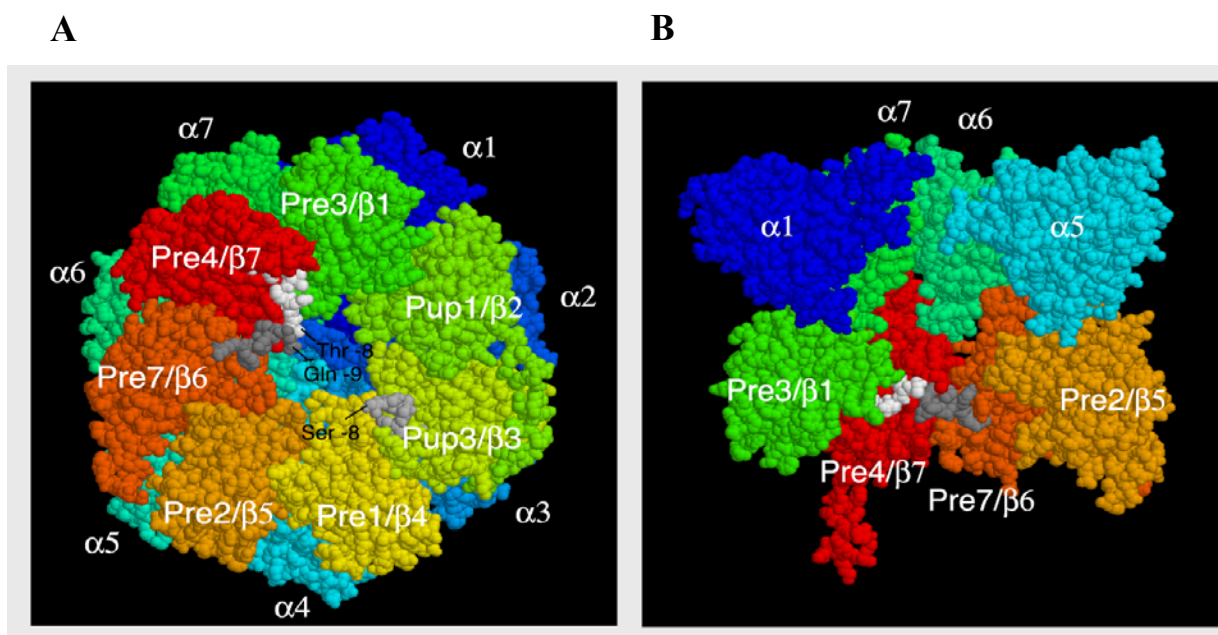 A
B
α7
α1
Pre3/β1
Pre4/β7
α6
Pup1/β2
α2
Thr -8
Gln -9
Pre7/β6
Ser -8
Pup3/β3
Pre2/β5
Pre1/β4
α3
α5
α4
α7
α6
α1
α5
Pre3/β1
Pre2/β5
Pre4/β7
Pre7/β6